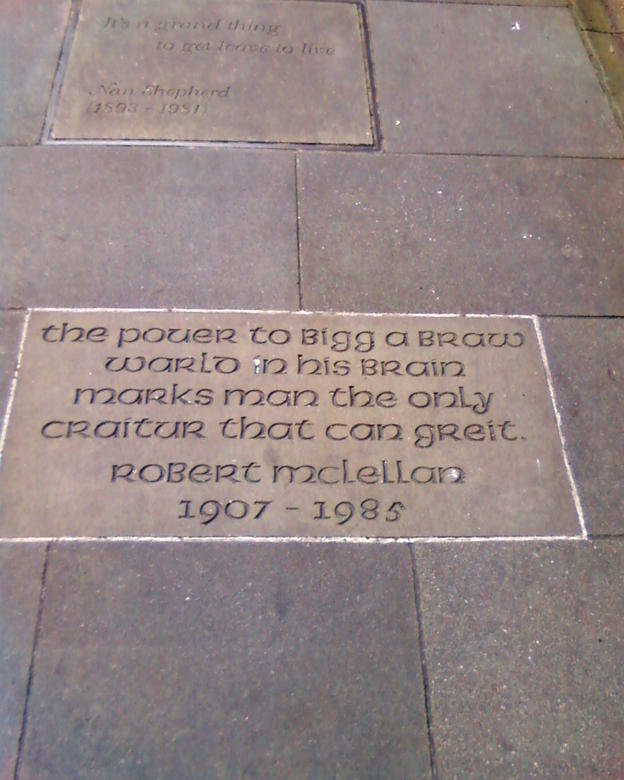 It's a grand thing
to get leave to live
Nan Shepherd
(1893 - 1981)
the pouer to Bigg a Braw
warld in his Brain
marks man the only
craitur that can greit.
Robert mclellan
1907 - 1985